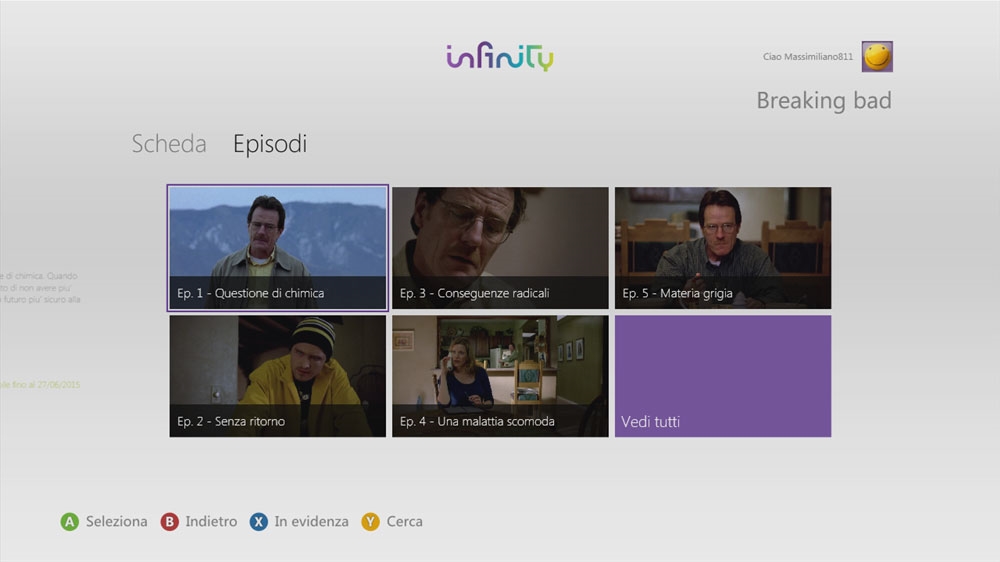 infinity
Ciao Massimiliano811
Breaking bad
Scheda Episodi
di chimica. Quando
di non avere piu'
futuro piu' sicuro alla
fino al 27/06/2015
Ep. 1 - Questione di chimica
Ep. 3 - Conseguenze radicali
Ep. 5 - Materia grigia
Ep. 2 - Senza ritorno
Ep. 4 - Una malattia scomoda
Vedi tutti
A Seleziona B Indietro X In evidenza Y Cerca